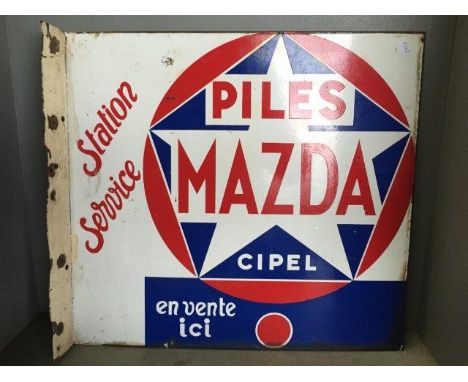 Station
Service
PILES
MAZDA
CIPEL
en vente
ici